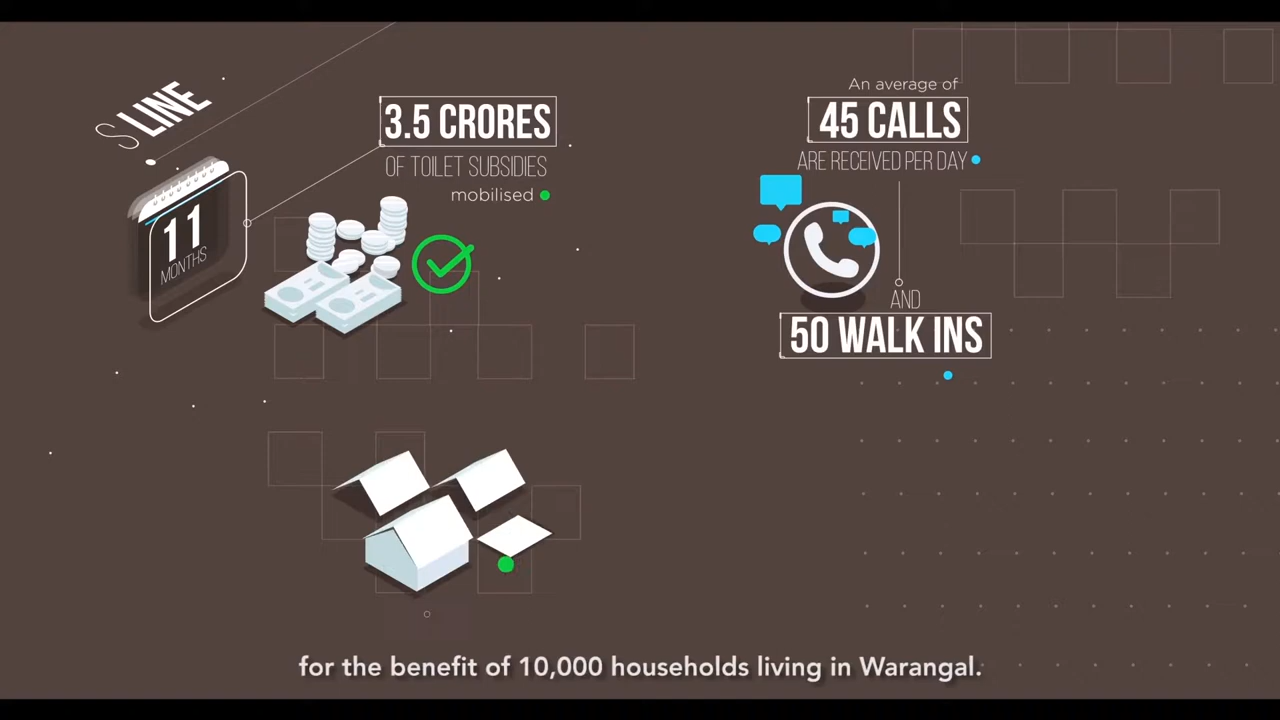 S LINE
11
MONTHS
3.5 CRORES
OF TOILET SUBSIDIES
mobilised
An average of
45 CALLS
ARE RECEIVED PER DAY
AND
50 WALK INS
for the benefit of 10,000 households living in Warangal.